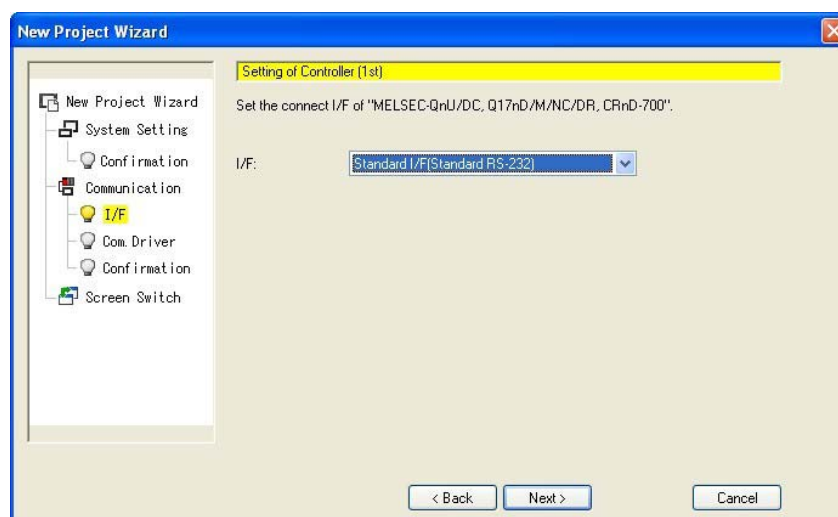 New Project Wizard
New Project Wizard
System Setting
Confirmation
Communication
I/F
Com. Driver
Confirmation
Screen Switch
Setting of Controller (1st)
Set the connect I/F of "MELSEC-QnU/DC, Q17nD/M/NC/DR, CRnD-700".
I/F: Standard I/F(Standard RS-232)
< Back Next > Cancel